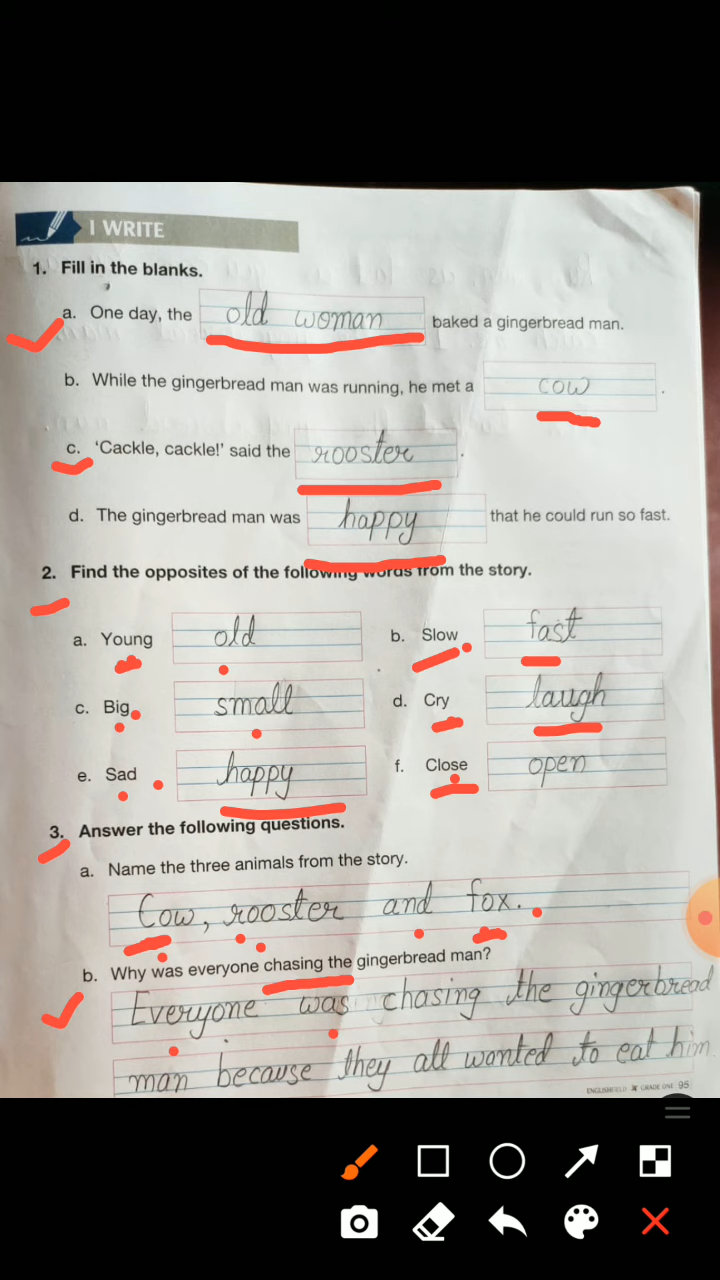 I WRITE
1. Fill in the blanks.
a. One day, the old woman baked a gingerbread man.
b. While the gingerbread man was running, he met a cow.
c. 'Cackle, cackle!' said the rooster.
d. The gingerbread man was happy that he could run so fast.
2. Find the opposites of the following words from the story.
a. Young old b. Slow fast
c. Big small d. Cry laugh
e. Sad happy f. Close open
3. Answer the following questions.
a. Name the three animals from the story.
Cow, rooster and fox.
b. Why was everyone chasing the gingerbread man?
Everyone was chasing the gingerbread
man because they all wanted to eat him
ENGLISHFIELD GRADE ONE 95